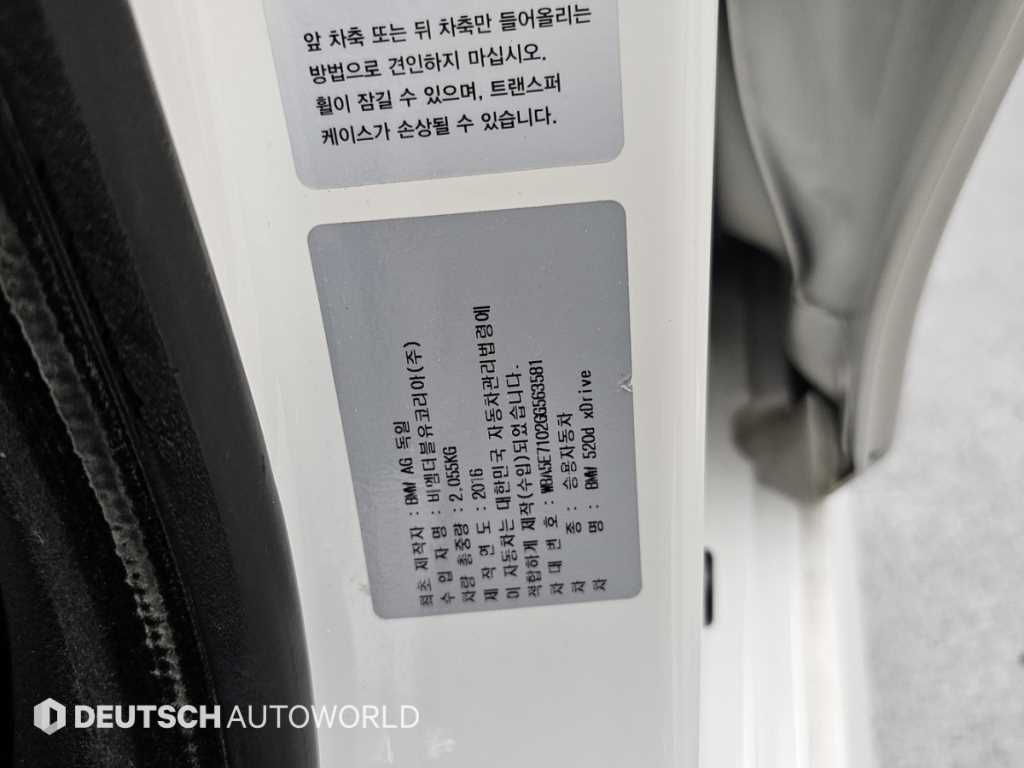 앞 차축 또는 뒤 차축만 들어올리는
방법으로 견인하지 마십시오.
휠이 잠길 수 있으며, 트랜스퍼
케이스가 손상될 수 있습니다.
최초 제작자 : BMW AG 독일
수 입 자 명 : 비엠더블유코리아(주)
차량 총중량 : 2.055KG
제 작 연 도 : 2016
이 자동차는 대한민국 자동차관리법령에
적합하게 제작(수입)되었습니다.
차 대 번 호 : WBA5E7102GG563581
차 종 : 승용자동차
차 명 : BMW 520d xDrive
DEUTSCH AUTOWORLD